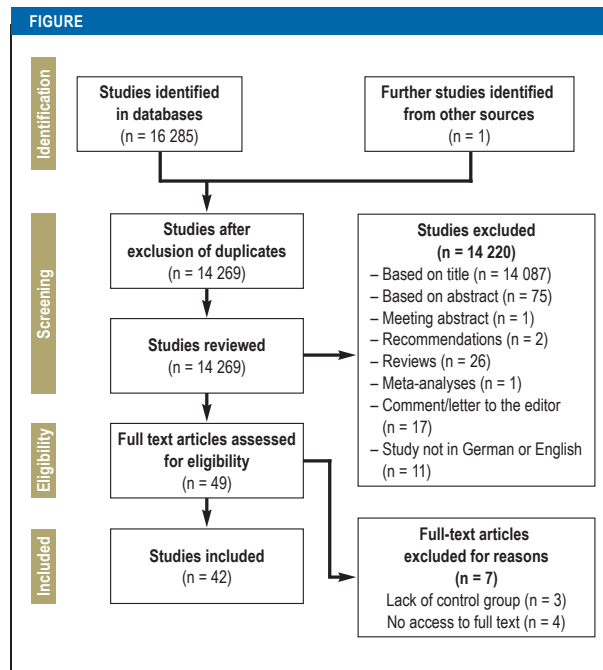 FIGURE
Identification
Studies identified
in databases
(n = 16 285)
Further studies identified
from other sources
(n = 1)
Screening
Studies after
exclusion of duplicates
(n = 14 269)
Studies reviewed
(n = 14 269)
Studies excluded
(n = 14 220)
– Based on title (n = 14 087)
– Based on abstract (n = 75)
– Meeting abstract (n = 1)
– Recommendations (n = 2)
– Reviews (n = 26)
– Meta-analyses (n = 1)
– Comment/letter to the editor
(n = 17)
– Study not in German or English
(n = 11)
Eligibility
Full text articles assessed
for eligibility
(n = 49)
Included
Studies included
(n = 42)
Full-text articles
excluded for reasons
(n = 7)
Lack of control group (n = 3)
No access to full text (n = 4)